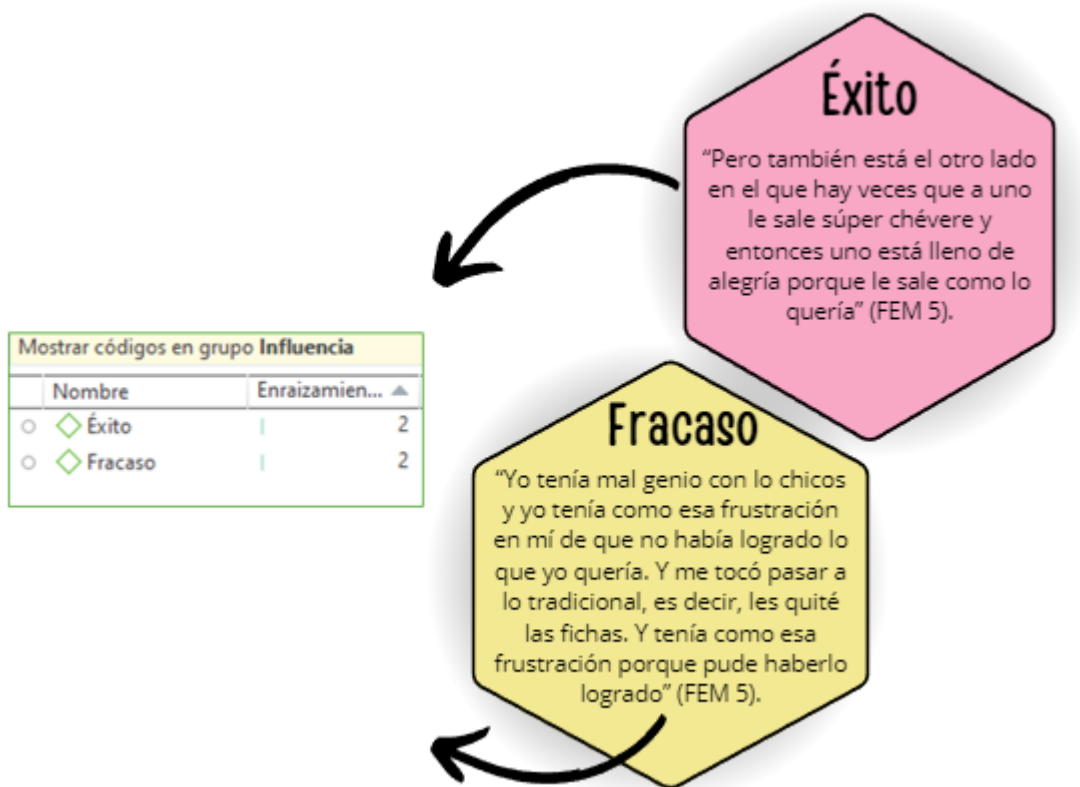 Éxito
“Pero también está el otro lado
en el que hay veces que a uno
le sale súper chévere y
entonces uno está lleno de
alegría porque le sale como lo
quería” (FEM 5).
Mostrar códigos en grupo Influencia
Nombre Enraizamien...
Éxito 2
Fracaso 2
Fracaso
“Yo tenía mal genio con lo chicos
y yo tenía como esa frustración
en mí de que no había logrado lo
que yo quería. Y me tocó pasar a
lo tradicional, es decir, les quité
las fichas. Y tenía como esa
frustración porque pude haberlo
logrado” (FEM 5).